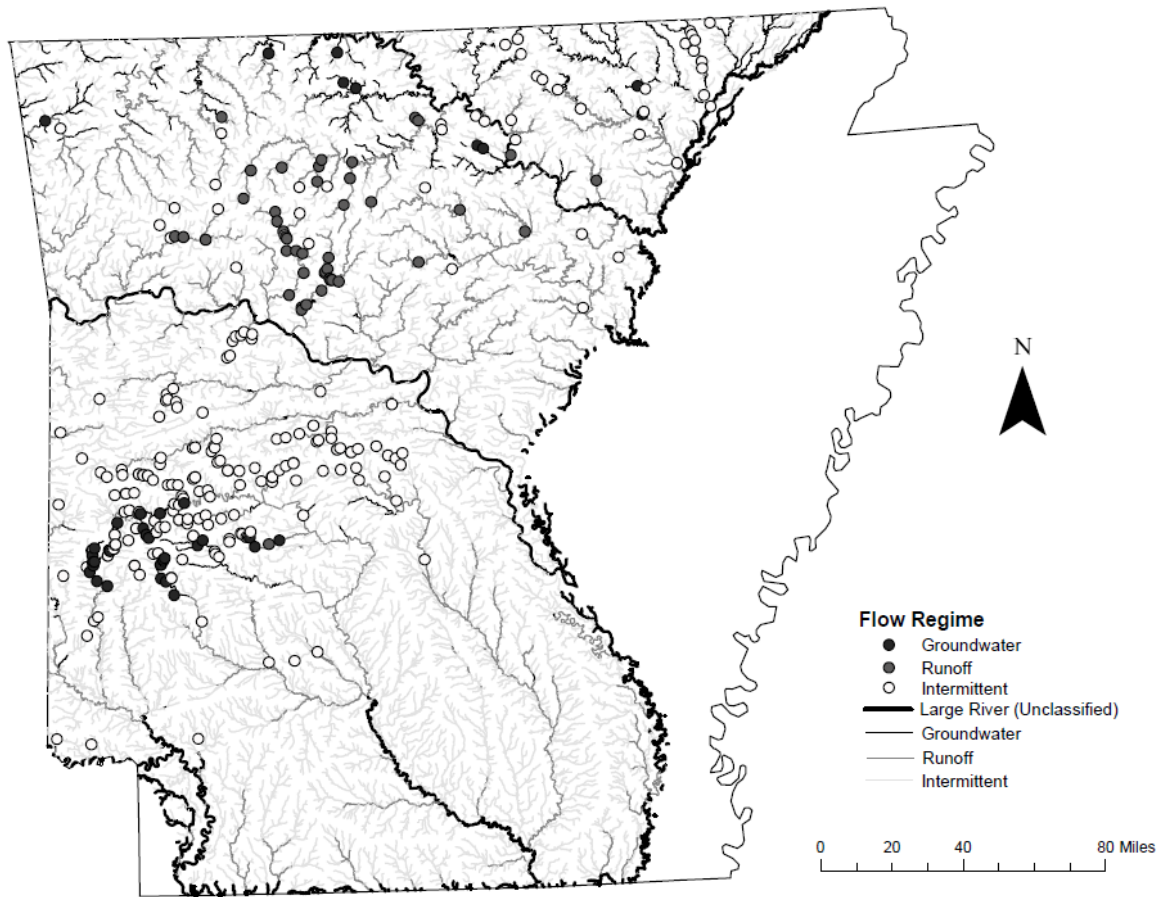 N
Flow Regime
Groundwater
Runoff
Intermittent
Large River (Unclassified)
Groundwater
Runoff
Intermittent
0 20 40 80 Miles